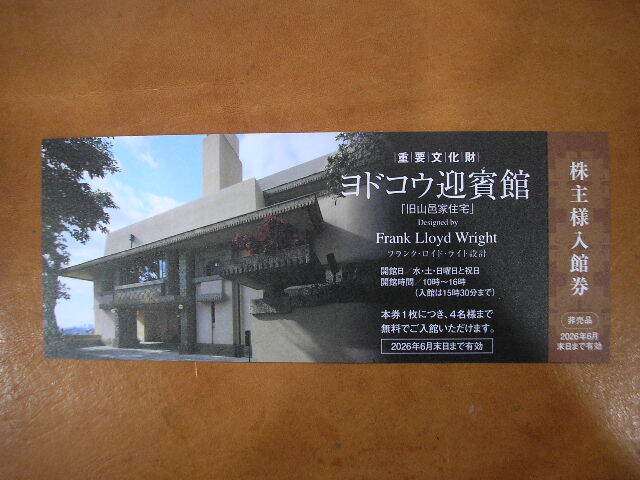 重要文化財
ヨドコウ迎賓館
「旧山邑家住宅」
Designed by
Frank Lloyd Wright
フランク・ロイド・ライト設計
開館日／水・土・日曜日と祝日
開館時間／10時～16時
（入館は15時30分まで）
本券1枚につき、4名様まで
無料でご入館いただけます。
2026年6月末日まで有効
株主様入館券
非売品
2026年6月
末日まで有効